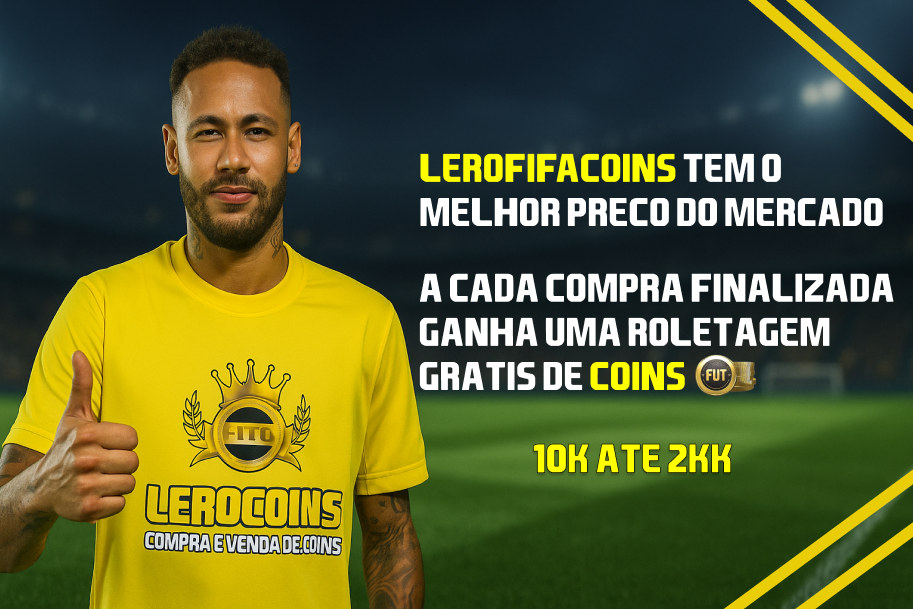 LEROFIFACOINS TEM O
MELHOR PRECO DO MERCADO
A CADA COMPRA FINALIZADA
GANHA UMA ROLETAGEM
GRATIS DE COINS FUT
10K ATE 2KK
FITC
LEROCOINS
COMPRA E VENDA DE.COINS